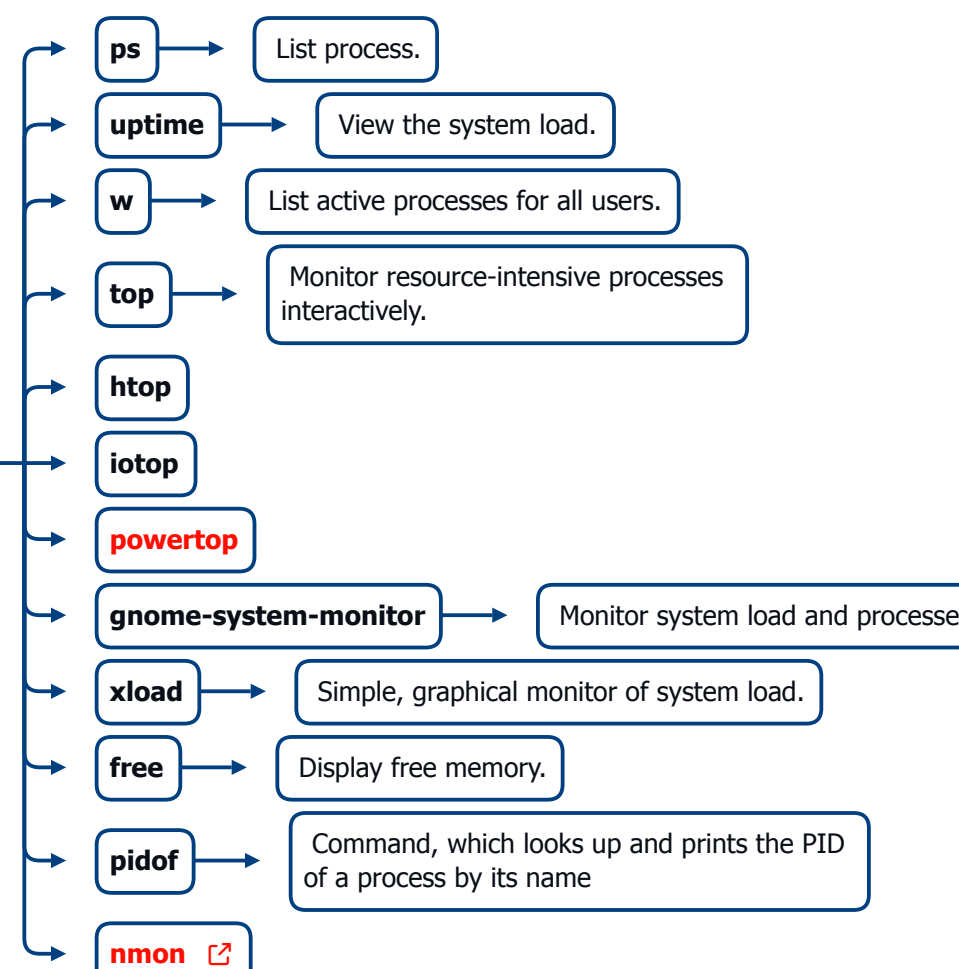 ps
List process.
uptime
View the system load.
w
List active processes for all users.
top
Monitor resource-intensive processes
interactively.
htop
iotop
powertop
gnome-system-monitor
Monitor system load and processe
xload
Simple, graphical monitor of system load.
free
Display free memory.
pidof
Command, which looks up and prints the PID
of a process by its name
nmon